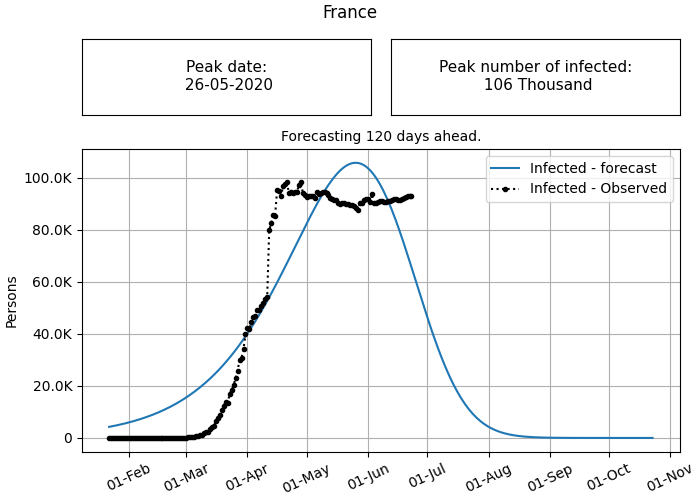 France
Peak date:
26-05-2020
Peak number of infected:
106 Thousand
Forecasting 120 days ahead.
Infected - forecast
Infected - Observed
Persons
100.0K
80.0K
60.0K
40.0K
20.0K
0
01-Feb
01-Mar
01-Apr
01-May
01-Jun
01-Jul
01-Aug
01-Sep
01-Oct
01-Nov